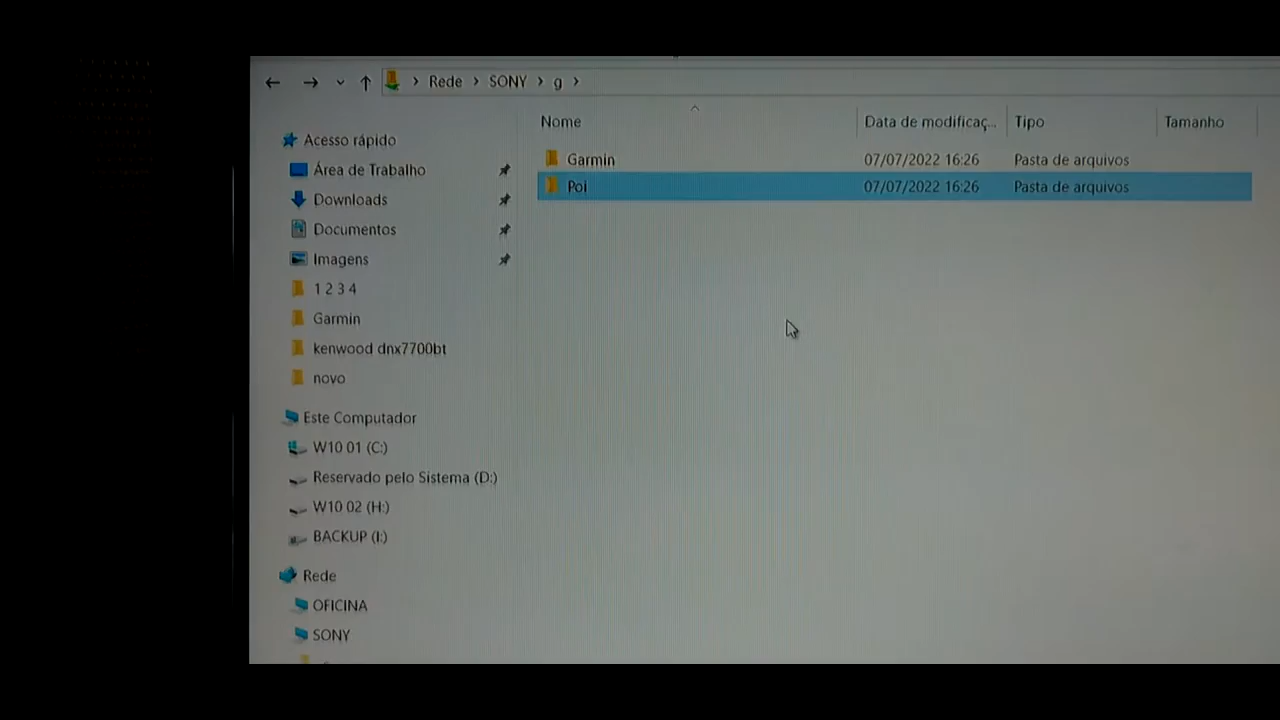 Rede > SONY > g >
Nome Data de modificaç... Tipo Tamanho
Garmin 07/07/2022 16:26 Pasta de arquivos
Poi 07/07/2022 16:26 Pasta de arquivos
Acesso rápido
Área de Trabalho
Downloads
Documentos
Imagens
1 2 3 4
Garmin
kenwood dnx7700bt
novo
Este Computador
W10 01 (C:)
Reservado pelo Sistema (D:)
W10 02 (H:)
BACKUP (I:)
Rede
OFICINA
SONY